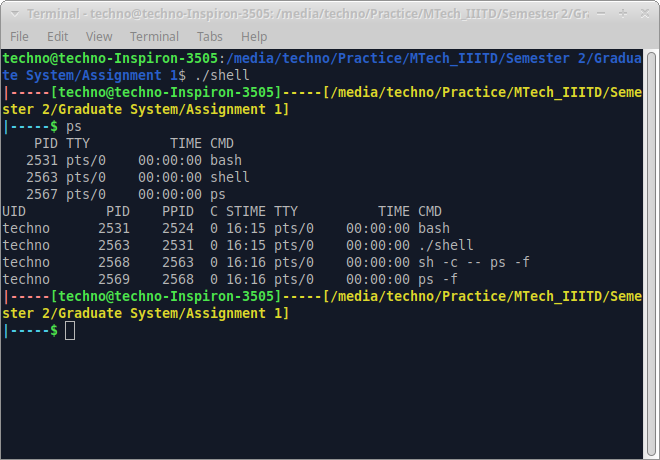 Terminal - techno@techno-Inspiron-3505: /media/techno/Practice/MTech_IIITD/Semester 2/Gr
File Edit View Terminal Tabs Help
techno@techno-Inspiron-3505:/media/techno/Practice/MTech_IIITD/Semester 2/Gradua
te System/Assignment 1$ ./shell
|-----[techno@techno-Inspiron-3505]-----[/media/techno/Practice/MTech_IIITD/Seme
ster 2/Graduate System/Assignment 1]
|-----$ ps
    PID TTY          TIME CMD
   2531 pts/0    00:00:00 bash
   2563 pts/0    00:00:00 shell
   2567 pts/0    00:00:00 ps
UID          PID    PPID  C STIME TTY          TIME CMD
techno      2531    2524  0 16:15 pts/0    00:00:00 bash
techno      2563    2531  0 16:15 pts/0    00:00:00 ./shell
techno      2568    2563  0 16:16 pts/0    00:00:00 sh -c -- ps -f
techno      2569    2568  0 16:16 pts/0    00:00:00 ps -f
|-----[techno@techno-Inspiron-3505]-----[/media/techno/Practice/MTech_IIITD/Seme
ster 2/Graduate System/Assignment 1]
|-----$